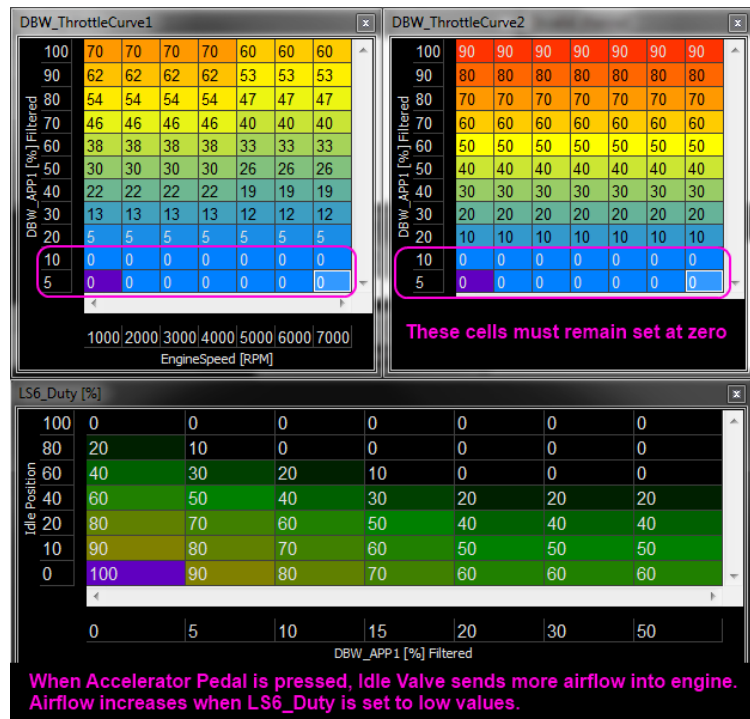 DBW_ThrottleCurve1
DBW_APP1 [%] Filtered
100 70 70 70 70 60 60 60
90 62 62 62 62 53 53 53
80 54 54 54 54 47 47 47
70 46 46 46 46 40 40 40
60 38 38 38 38 33 33 33
50 30 30 30 30 26 26 26
40 22 22 22 22 19 19 19
30 13 13 13 13 12 12 12
20 5 5 5 5 5 5 5
10 0 0 0 0 0 0 0
5 0 0 0 0 0 0 0
1000 2000 3000 4000 5000 6000 7000
EngineSpeed [RPM]
DBW_ThrottleCurve2
DBW_APP1 [%] Filtered
100 90 90 90 90 90 90 90
90 80 80 80 80 80 80 80
80 70 70 70 70 70 70 70
70 60 60 60 60 60 60 60
60 50 50 50 50 50 50 50
50 40 40 40 40 40 40 40
40 30 30 30 30 30 30 30
30 20 20 20 20 20 20 20
20 10 10 10 10 10 10 10
10 0 0 0 0 0 0 0
5 0 0 0 0 0 0 0
These cells must remain set at zero
LS6_Duty [%]
Idle Position
100 0 0 0 0 0 0 0
80 20 10 0 0 0 0 0
60 40 30 20 10 0 0 0
40 60 50 40 30 20 20 20
20 80 70 60 50 40 40 40
10 90 80 70 60 50 50 50
0 100 90 80 70 60 60 60
0 5 10 15 20 30 50
DBW_APP1 [%] Filtered
When Accelerator Pedal is pressed, Idle Valve sends more airflow into engine.
Airflow increases when LS6_Duty is set to low values.